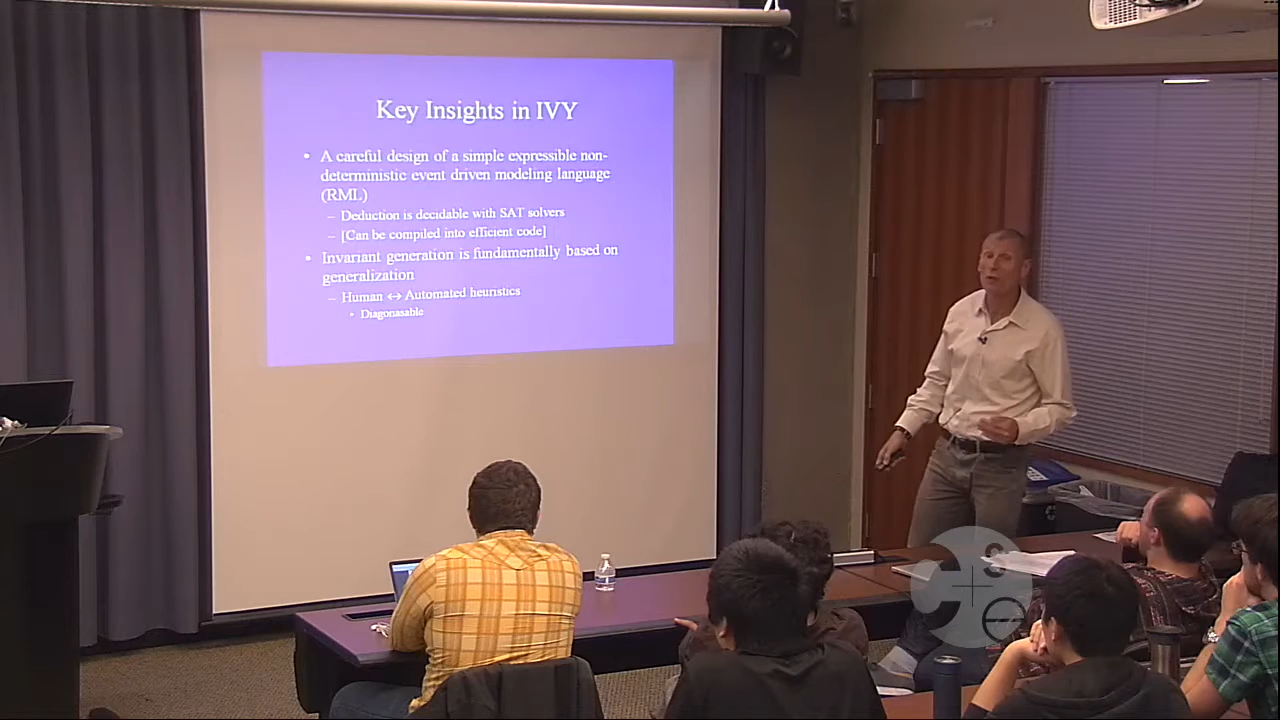 Key Insights in IVY
• A careful design of a simple expressible non-
deterministic event driven modeling language
(RML)
– Deduction is decidable with SAT solvers
– [Can be compiled into efficient code]
• Invariant generation is fundamentally based on
generalization
– Human ↔ Automated heuristics
• Diagonasable
s
e